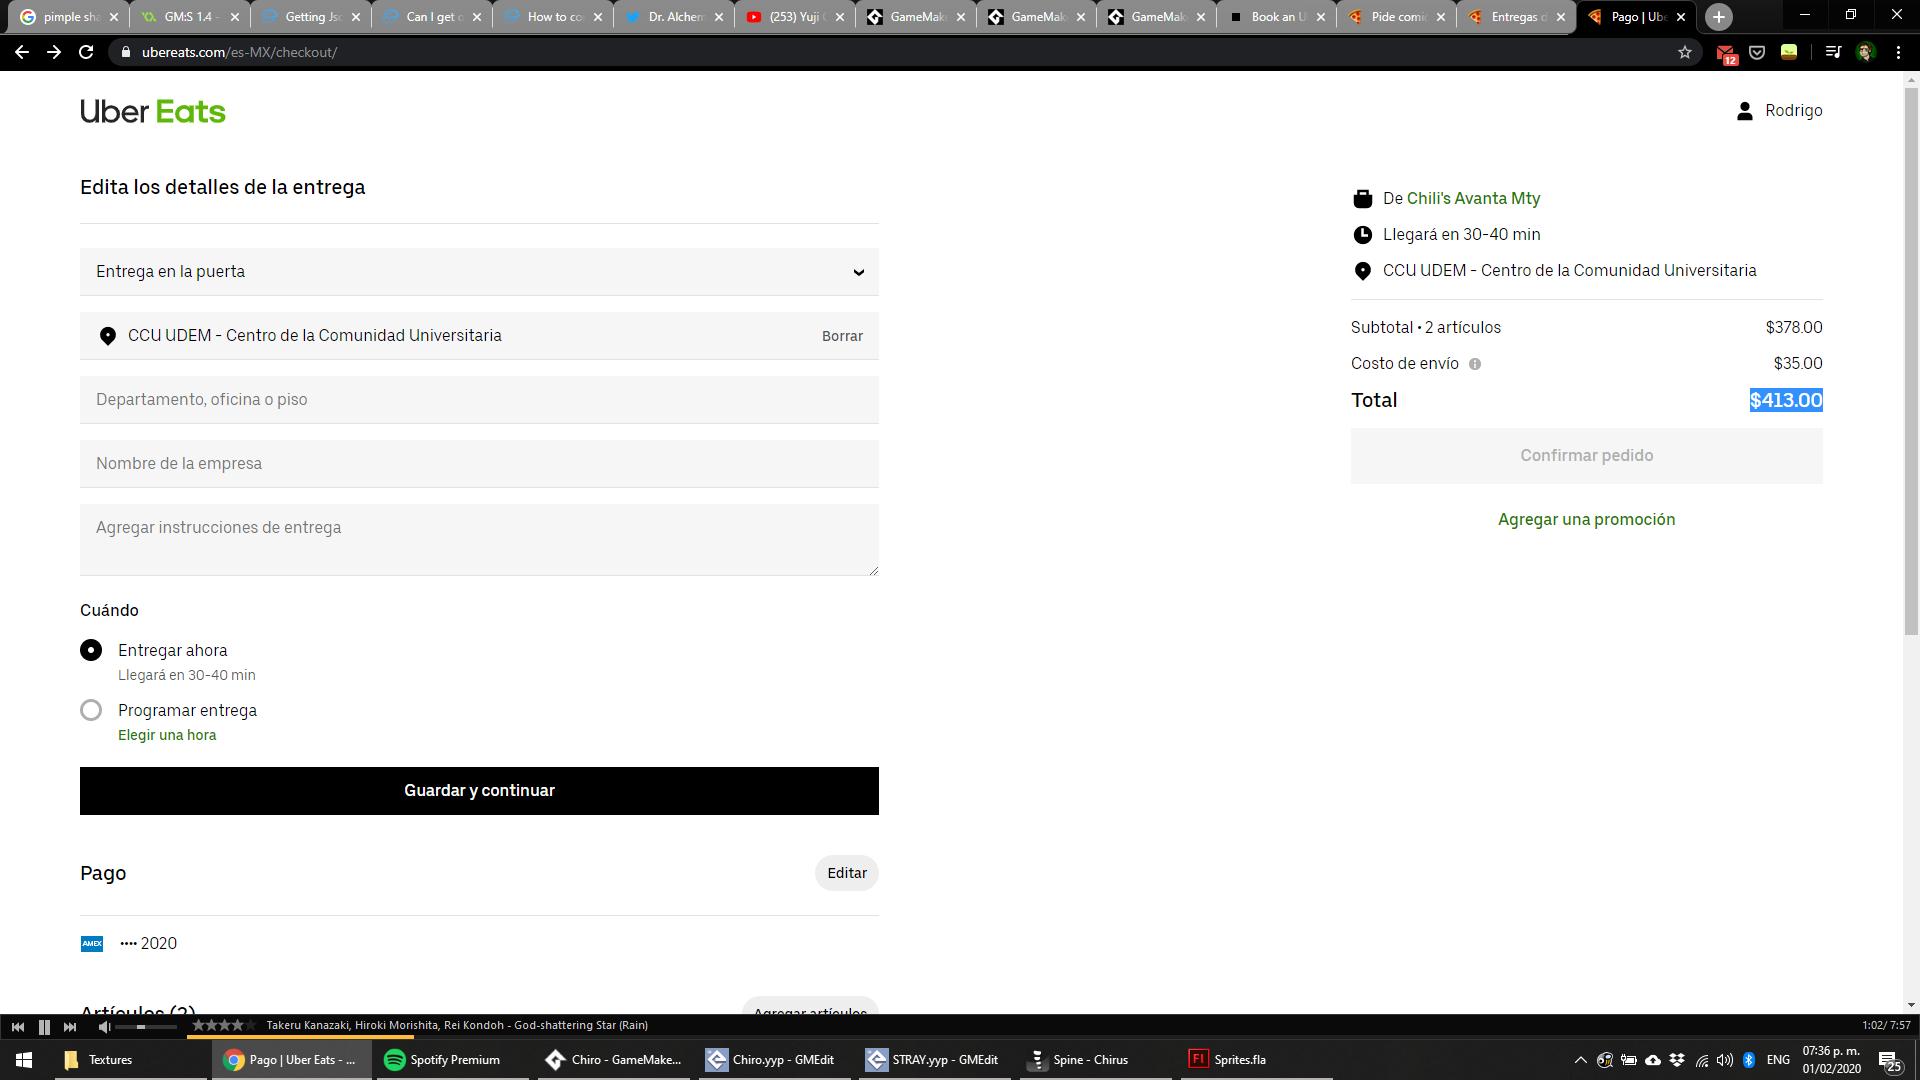 pimple sha
GM:S 1.4 -
Getting Jso
Can I get o
How to co
Dr. Alchem
(253) Yuji
GameMak
GameMak
GameMak
Book an U
Pide comid
Entregas d
Pago | Ube
ubereats.com/es-MX/checkout/
12
Uber Eats
Rodrigo
Edita los detalles de la entrega
Entrega en la puerta
CCU UDEM - Centro de la Comunidad Universitaria
Borrar
Departamento, oficina o piso
Nombre de la empresa
Agregar instrucciones de entrega
Cuándo
Entregar ahora
Llegará en 30-40 min
Programar entrega
Elegir una hora
Guardar y continuar
Pago
Editar
AMEX •••• 2020
Artículos (2)
Agregar artículos
De Chili's Avanta Mty
Llegará en 30-40 min
CCU UDEM - Centro de la Comunidad Universitaria
Subtotal • 2 artículos $378.00
Costo de envío $35.00
Total $413.00
Confirmar pedido
Agregar una promoción
Takeru Kanazaki, Hiroki Morishita, Rei Kondoh - God-shattering Star (Rain)
1:02/ 7:57
Textures
Pago | Uber Eats - ...
Spotify Premium
Chiro - GameMake...
Chiro.yyp - GMEdit
STRAY.yyp - GMEdit
Spine - Chirus
Sprites.fla
ENG
07:36 p. m.
01/02/2020
25